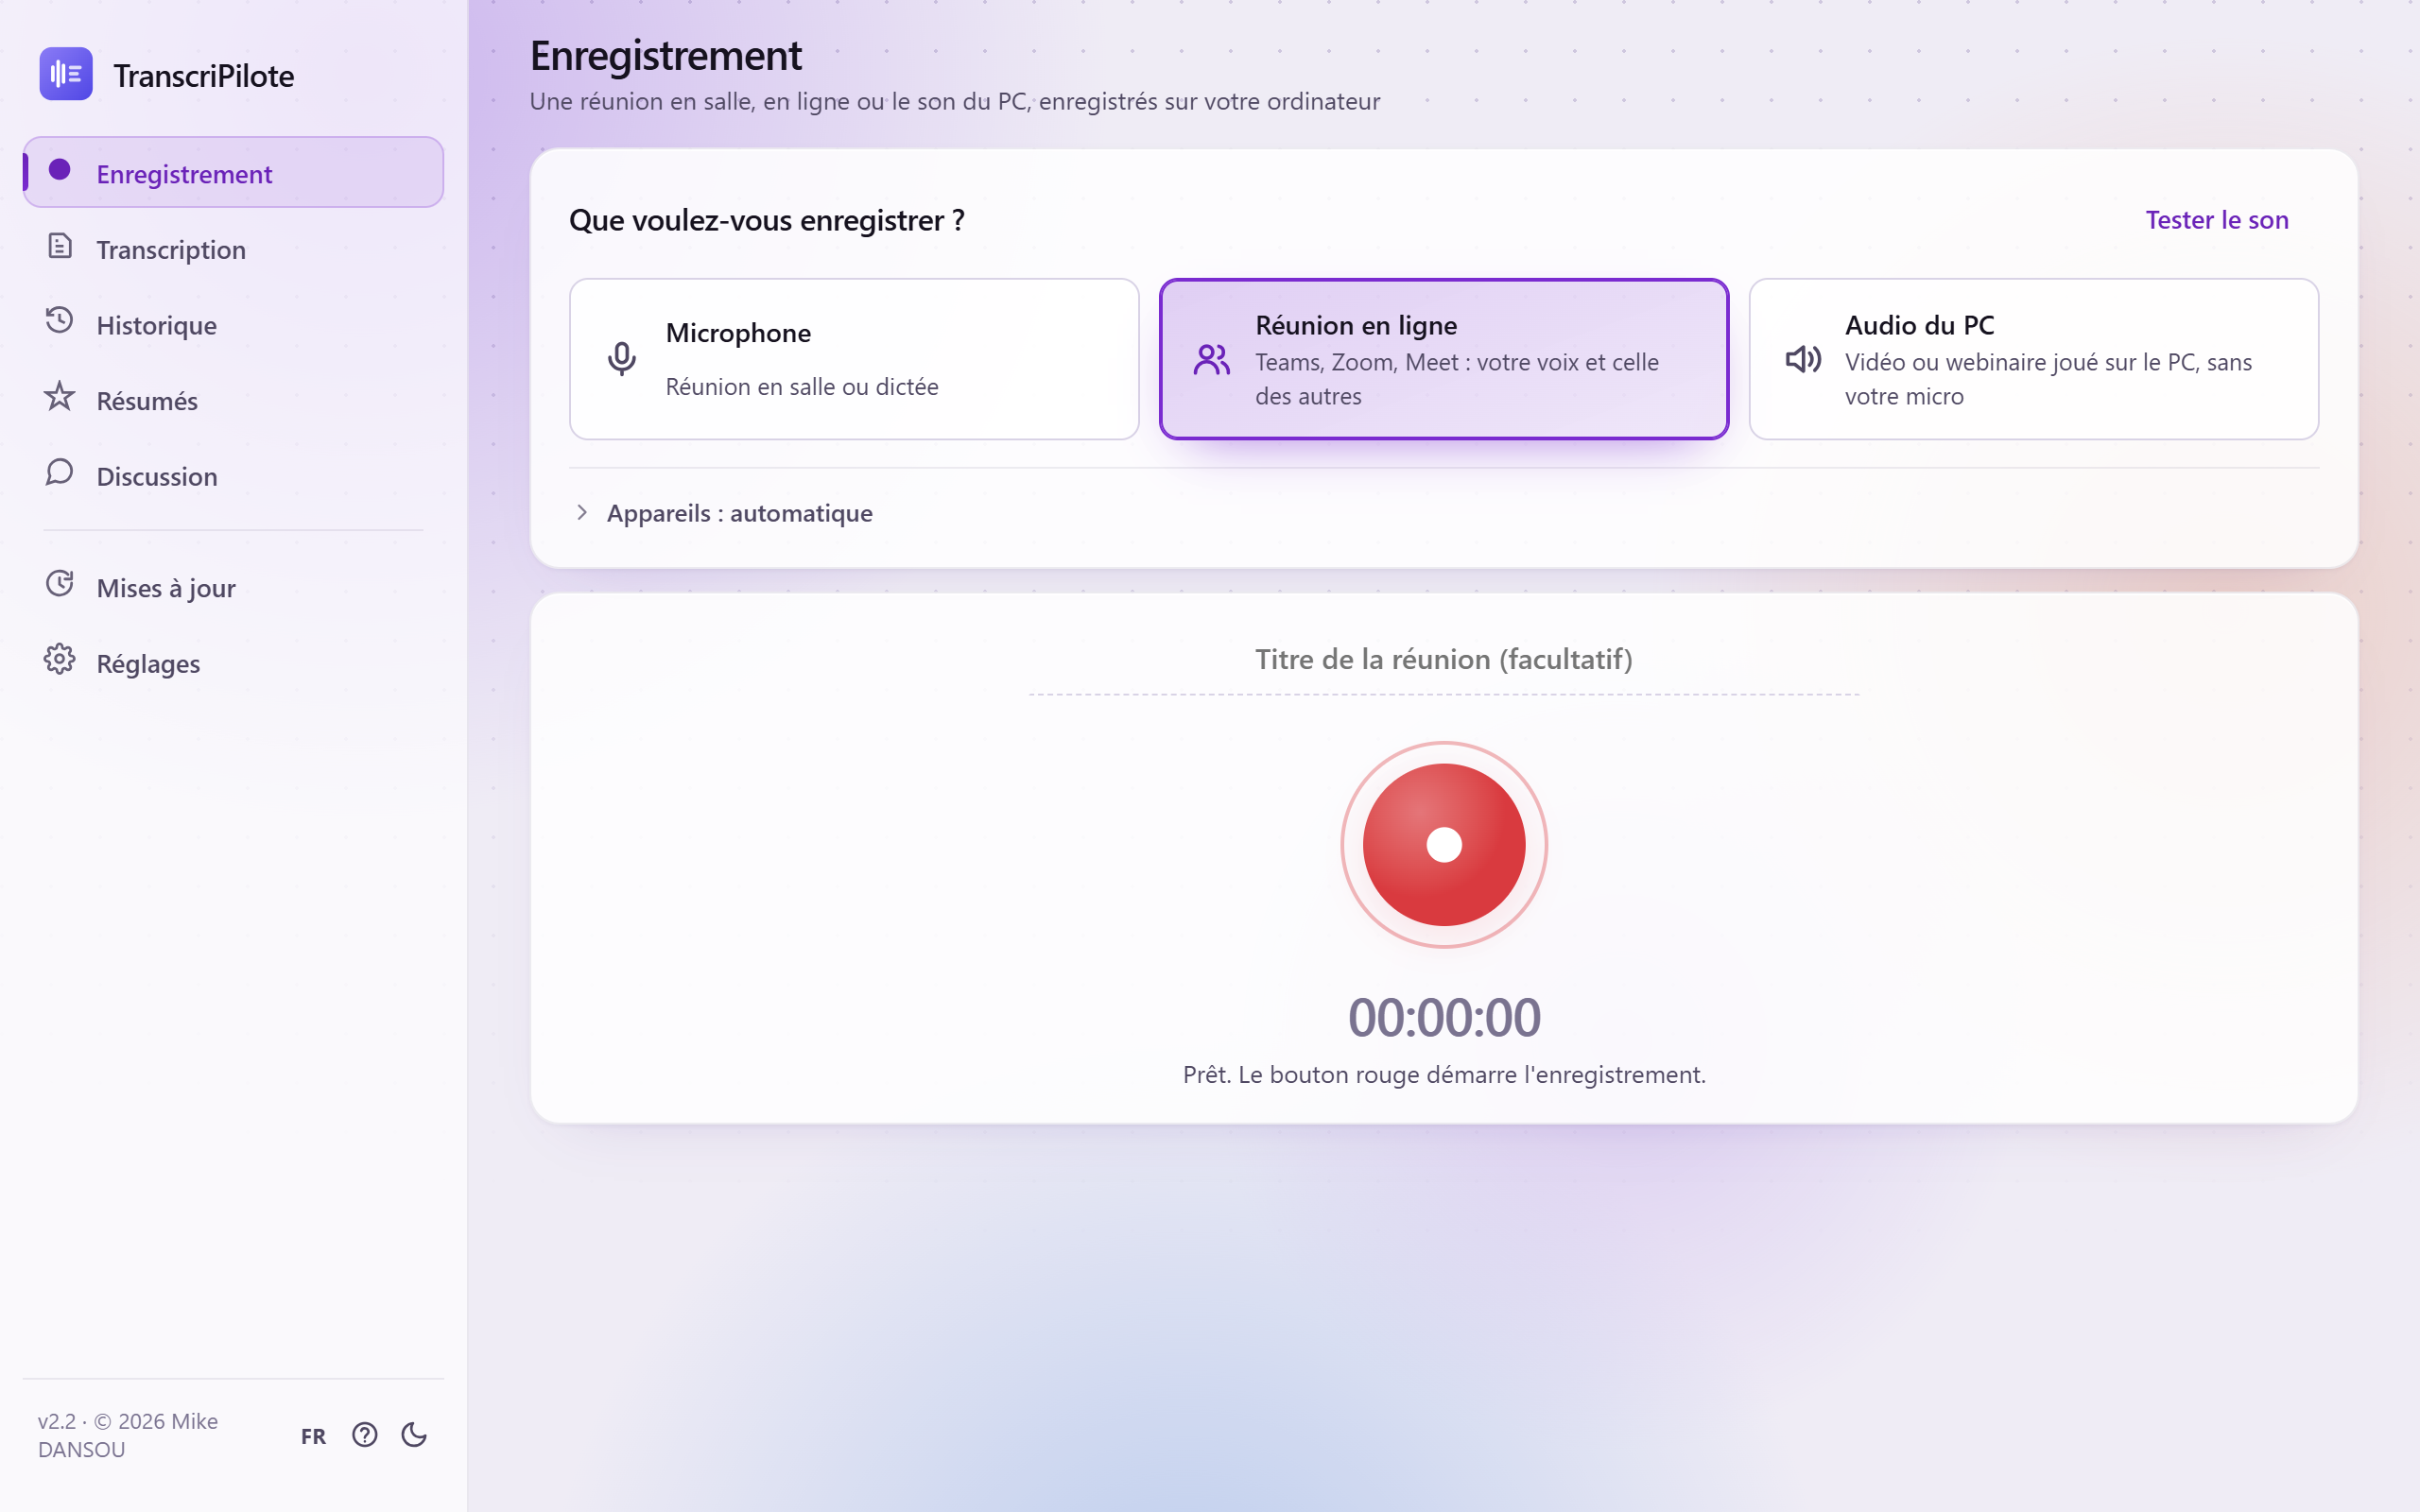 TranscriPilote
Enregistrement
Transcription
Historique
Résumés
Discussion
Mises à jour
Réglages
v2.2 · © 2026 Mike
DANSOU
FR
Enregistrement
Une réunion en salle, en ligne ou le son du PC, enregistrés sur votre ordinateur
Que voulez-vous enregistrer ?
Tester le son
Microphone
Réunion en salle ou dictée
Réunion en ligne
Teams, Zoom, Meet : votre voix et celle
des autres
Audio du PC
Vidéo ou webinaire joué sur le PC, sans
votre micro
Appareils : automatique
Titre de la réunion (facultatif)
00:00:00
Prêt. Le bouton rouge démarre l'enregistrement.